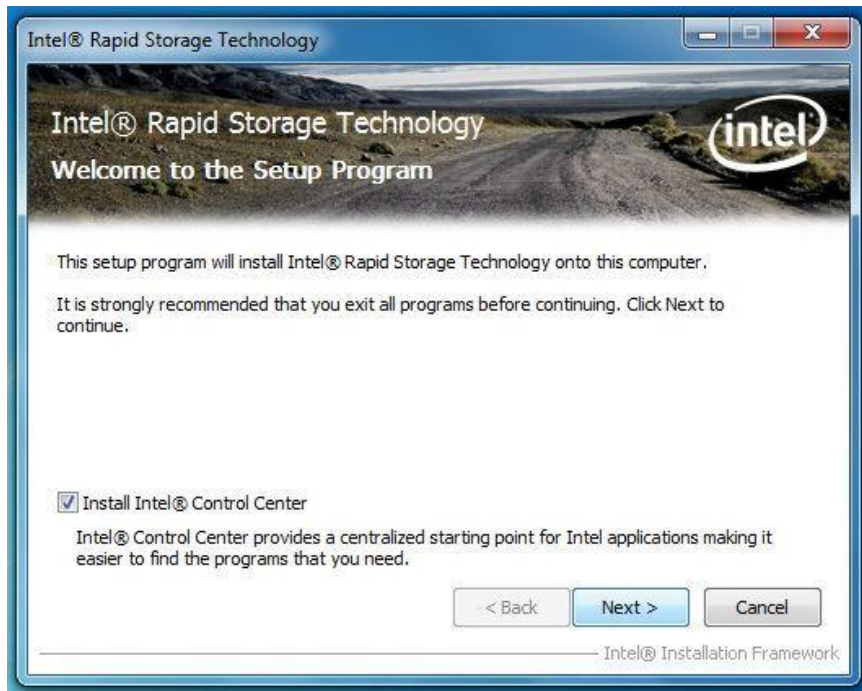 Intel® Rapid Storage Technology
Intel® Rapid Storage Technology
intel
Welcome to the Setup Program
This setup program will install Intel® Rapid Storage Technology onto this computer.
It is strongly recommended that you exit all programs before continuing. Click Next to
continue.
Install Intel® Control Center
Intel® Control Center provides a centralized starting point for Intel applications making it
easier to find the programs that you need.
< Back Next > Cancel
Intel® Installation Framework